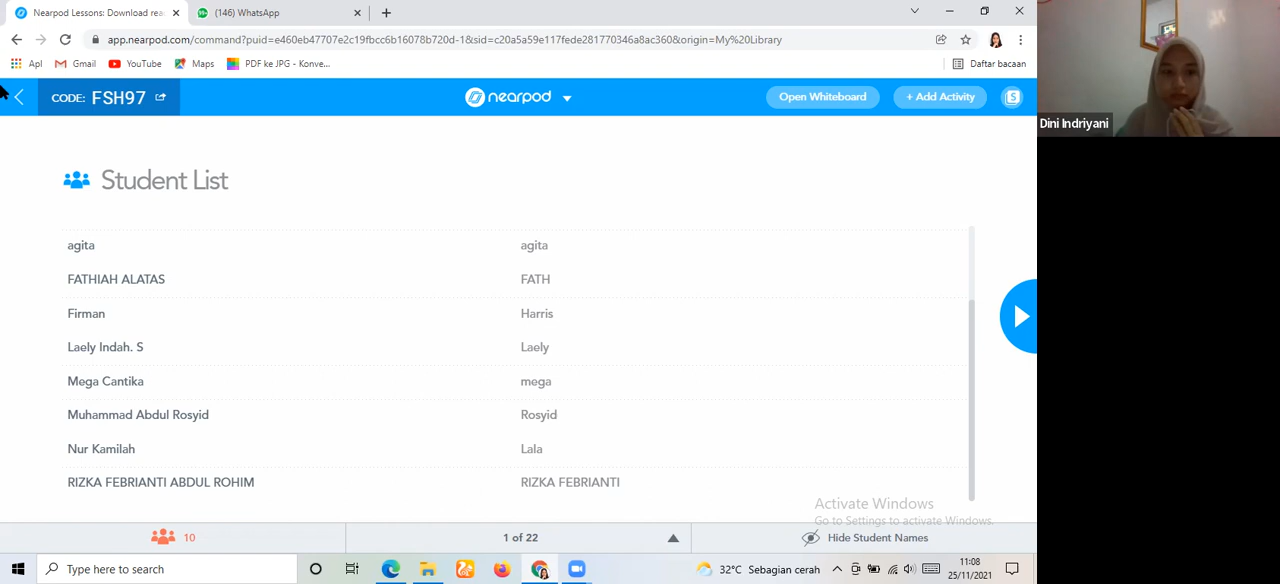 Nearpod Lessons: Download rea
(146) WhatsApp
app.nearpod.com/command?puid=e460eb47707e2c19fbcc6b16078b720d-1&sid=c20a5a59e117fede281770346a8ac360&origin=My%20Library
Apl Gmail YouTube Maps PDF ke JPG - Konve... Daftar bacaan
CODE: FSH97 nearpod Open Whiteboard + Add Activity S
Dini Indriyani
Student List
agita agita
FATHIAH ALATAS FATH
Firman Harris
Laely Indah. S Laely
Mega Cantika mega
Muhammad Abdul Rosyid Rosyid
Nur Kamilah Lala
RIZKA FEBRIANTI ABDUL ROHIM RIZKA FEBRIANTI
Activate Windows
Go to Settings to activate Windows.
10 1 of 22 Hide Student Names
Type here to search 32°C Sebagian cerah 11:08
25/11/2021